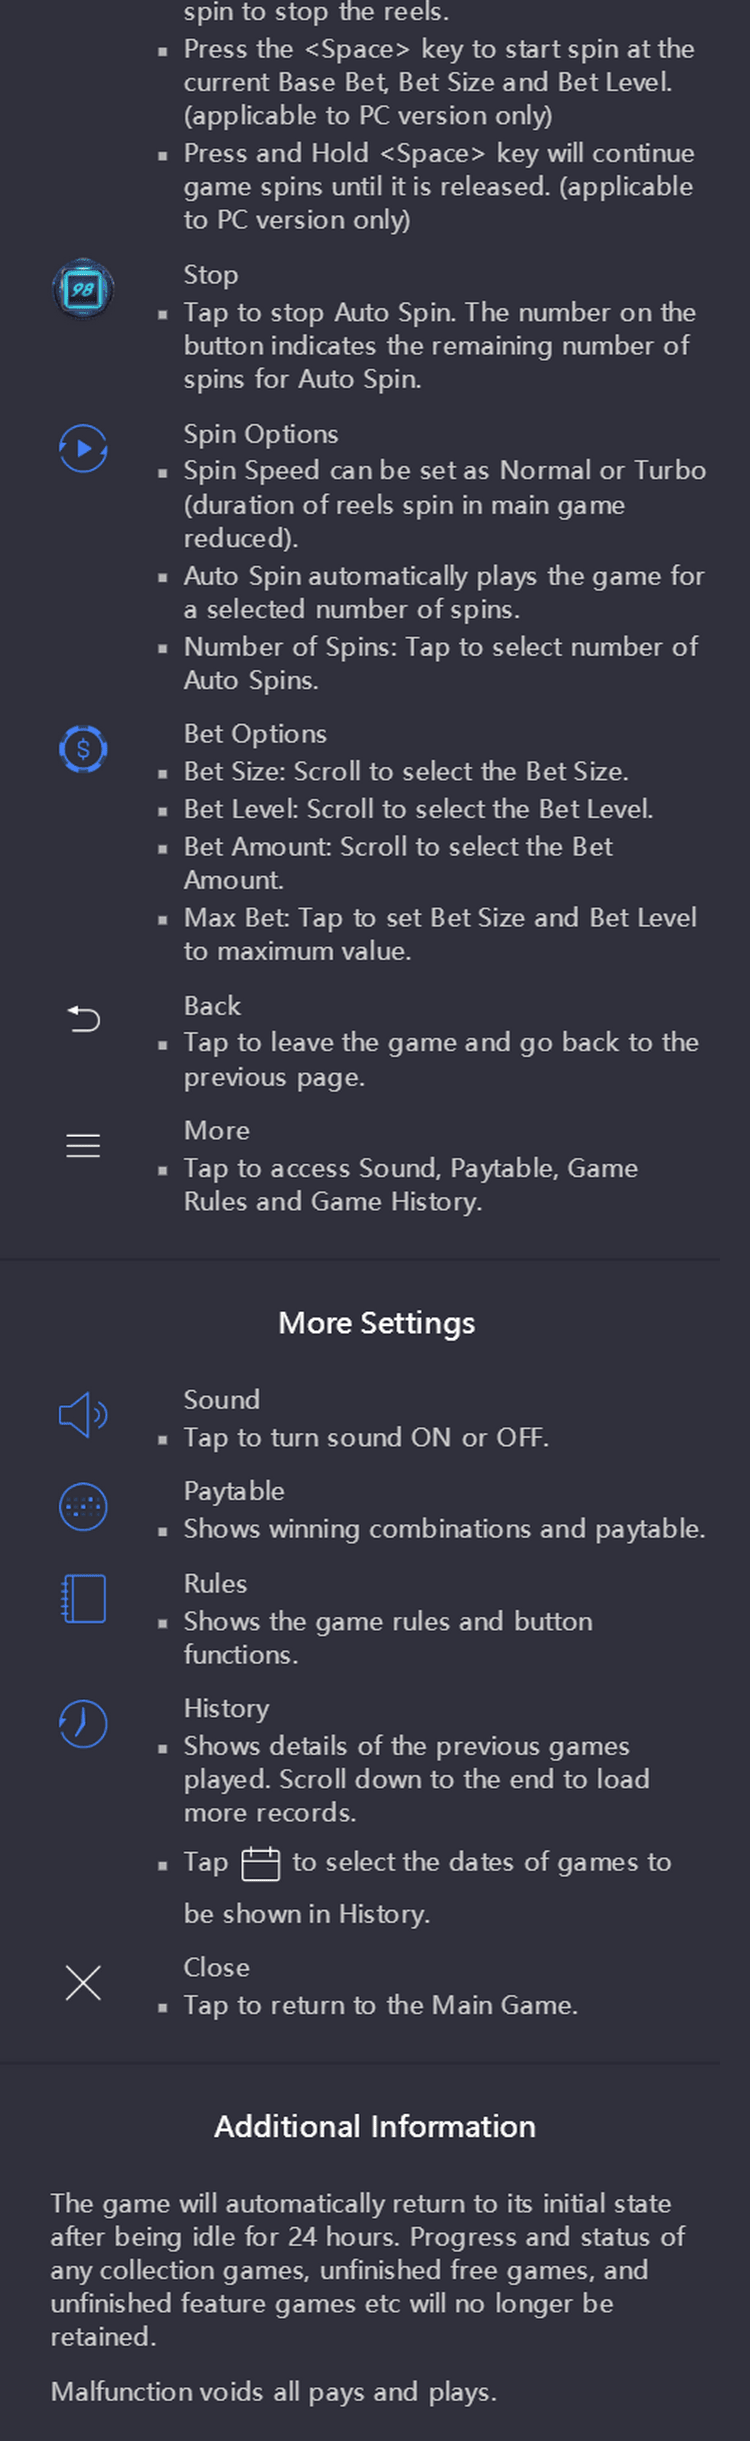 spin to stop the reels.
▪ Press the <Space> key to start spin at the
current Base Bet, Bet Size and Bet Level.
(applicable to PC version only)
▪ Press and Hold <Space> key will continue
game spins until it is released. (applicable
to PC version only)
98
Stop
▪ Tap to stop Auto Spin. The number on the
button indicates the remaining number of
spins for Auto Spin.
Spin Options
▪ Spin Speed can be set as Normal or Turbo
(duration of reels spin in main game
reduced).
▪ Auto Spin automatically plays the game for
a selected number of spins.
▪ Number of Spins: Tap to select number of
Auto Spins.
$
Bet Options
▪ Bet Size: Scroll to select the Bet Size.
▪ Bet Level: Scroll to select the Bet Level.
▪ Bet Amount: Scroll to select the Bet
Amount.
▪ Max Bet: Tap to set Bet Size and Bet Level
to maximum value.
Back
▪ Tap to leave the game and go back to the
previous page.
More
▪ Tap to access Sound, Paytable, Game
Rules and Game History.
More Settings
Sound
▪ Tap to turn sound ON or OFF.
Paytable
▪ Shows winning combinations and paytable.
Rules
▪ Shows the game rules and button
functions.
History
▪ Shows details of the previous games
played. Scroll down to the end to load
more records.
▪ Tap to select the dates of games to
be shown in History.
Close
▪ Tap to return to the Main Game.
Additional Information
The game will automatically return to its initial state
after being idle for 24 hours. Progress and status of
any collection games, unfinished free games, and
unfinished feature games etc will no longer be
retained.
Malfunction voids all pays and plays.